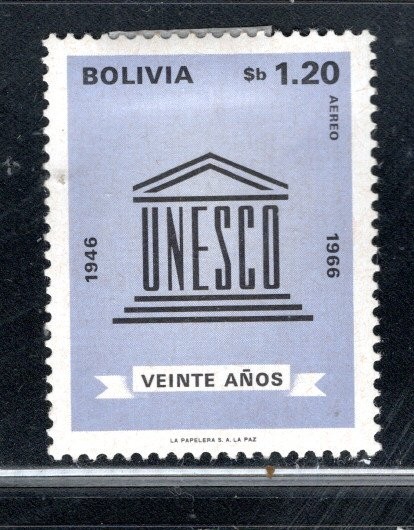 BOLIVIA $b 1.20
AEREO
1946
UNESCO
1966
VEINTE AÑOS
LA PAPELERA S. A. LA PAZ